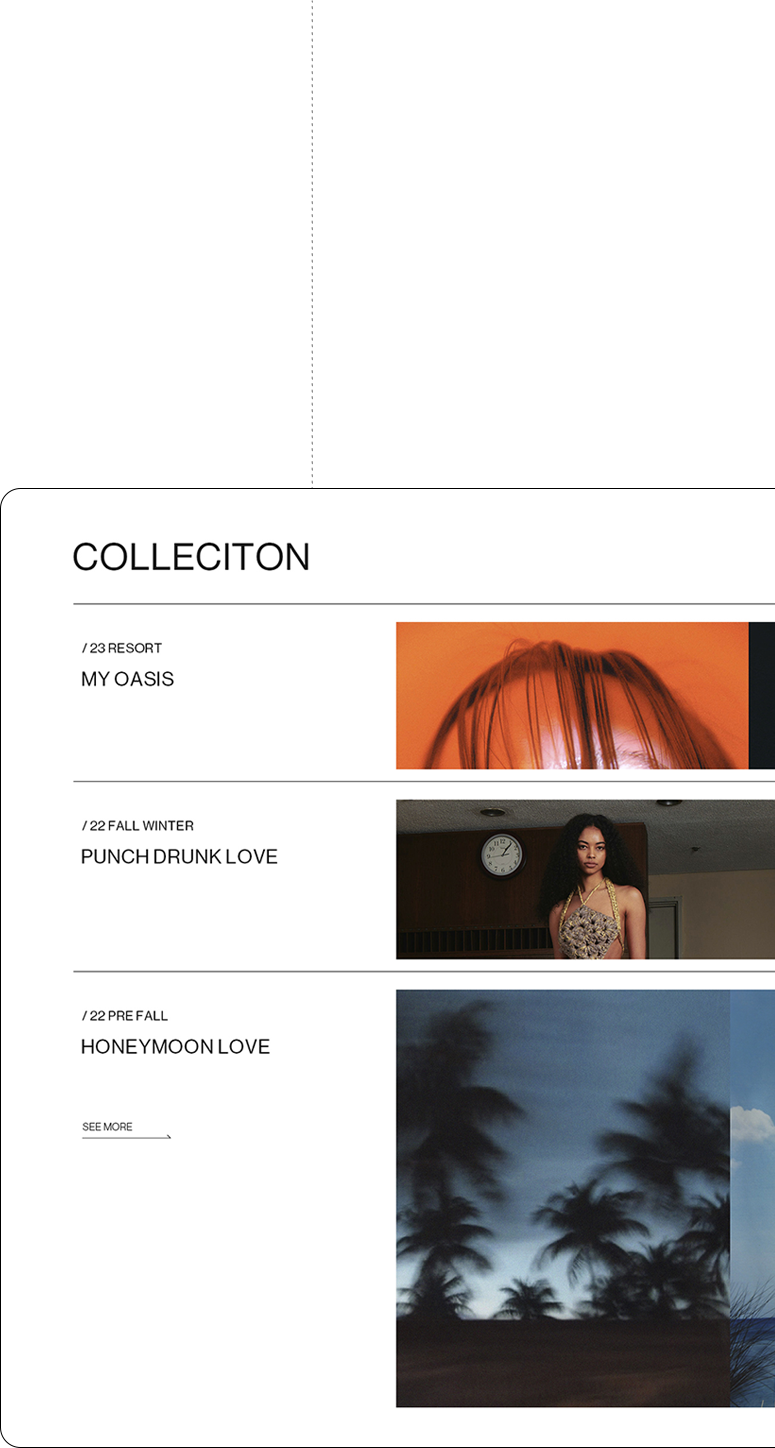 COLLECITON
/ 23 RESORT
MY OASIS
/ 22 FALL WINTER
PUNCH DRUNK LOVE
/ 22 PRE FALL
HONEYMOON LOVE
SEE MORE